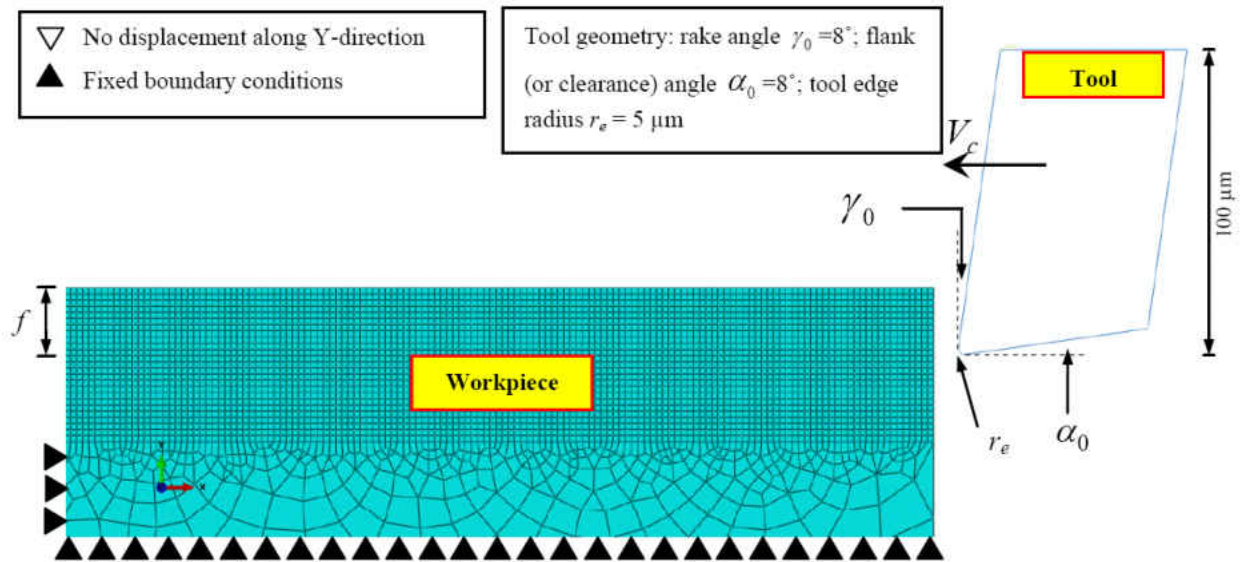 No displacement along Y-direction
Fixed boundary conditions
Tool geometry: rake angle γ₀ =8˚; flank
(or clearance) angle α₀ =8˚; tool edge
radius rₑ = 5 μm
Tool
V_c
100 μm
γ₀
f
Workpiece
Y
X
rₑ
α₀